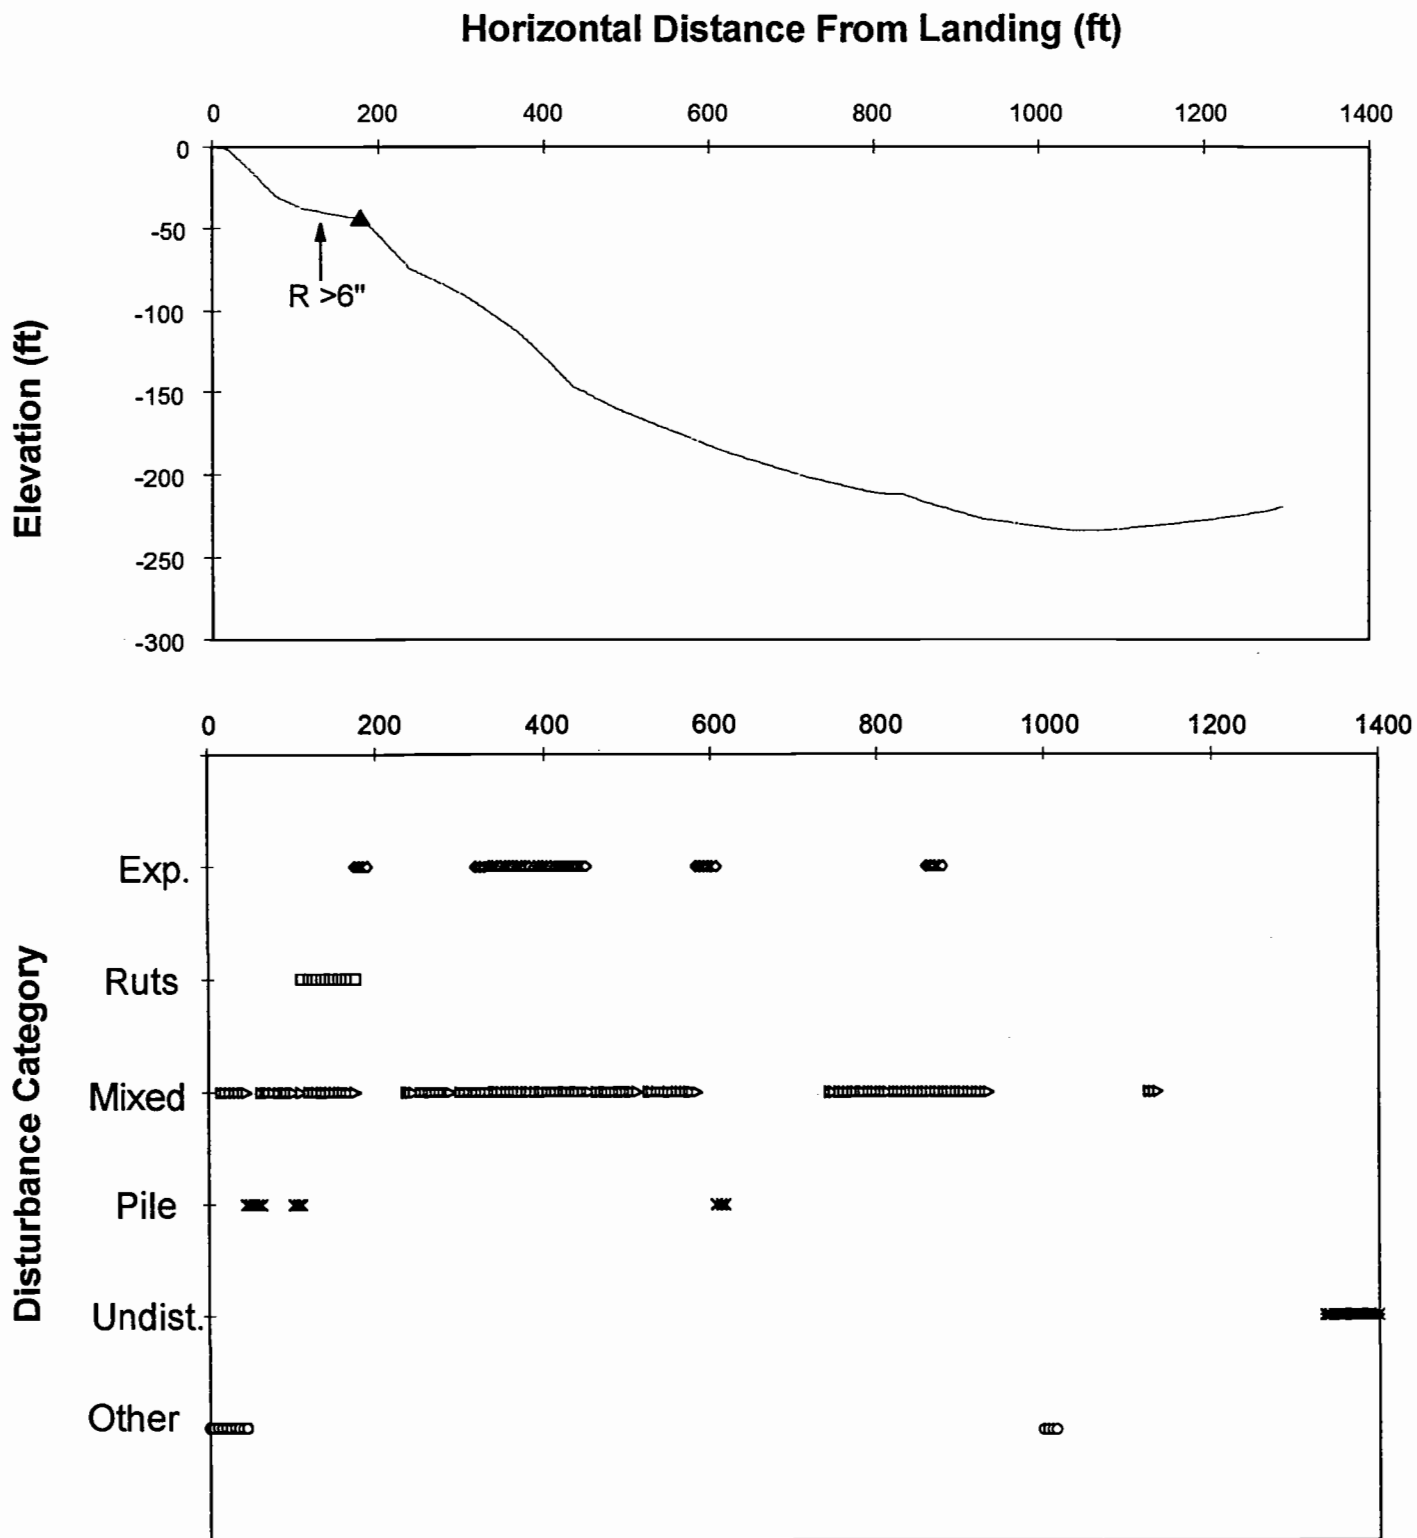 Horizontal Distance From Landing (ft)
0 200 400 600 800 1000 1200 1400
0
-50
-100
-150
-200
-250
-300
R >6"
Elevation (ft)
0 200 400 600 800 1000 1200 1400
Exp.
Ruts
Mixed
Pile
Undist.
Other
Disturbance Category